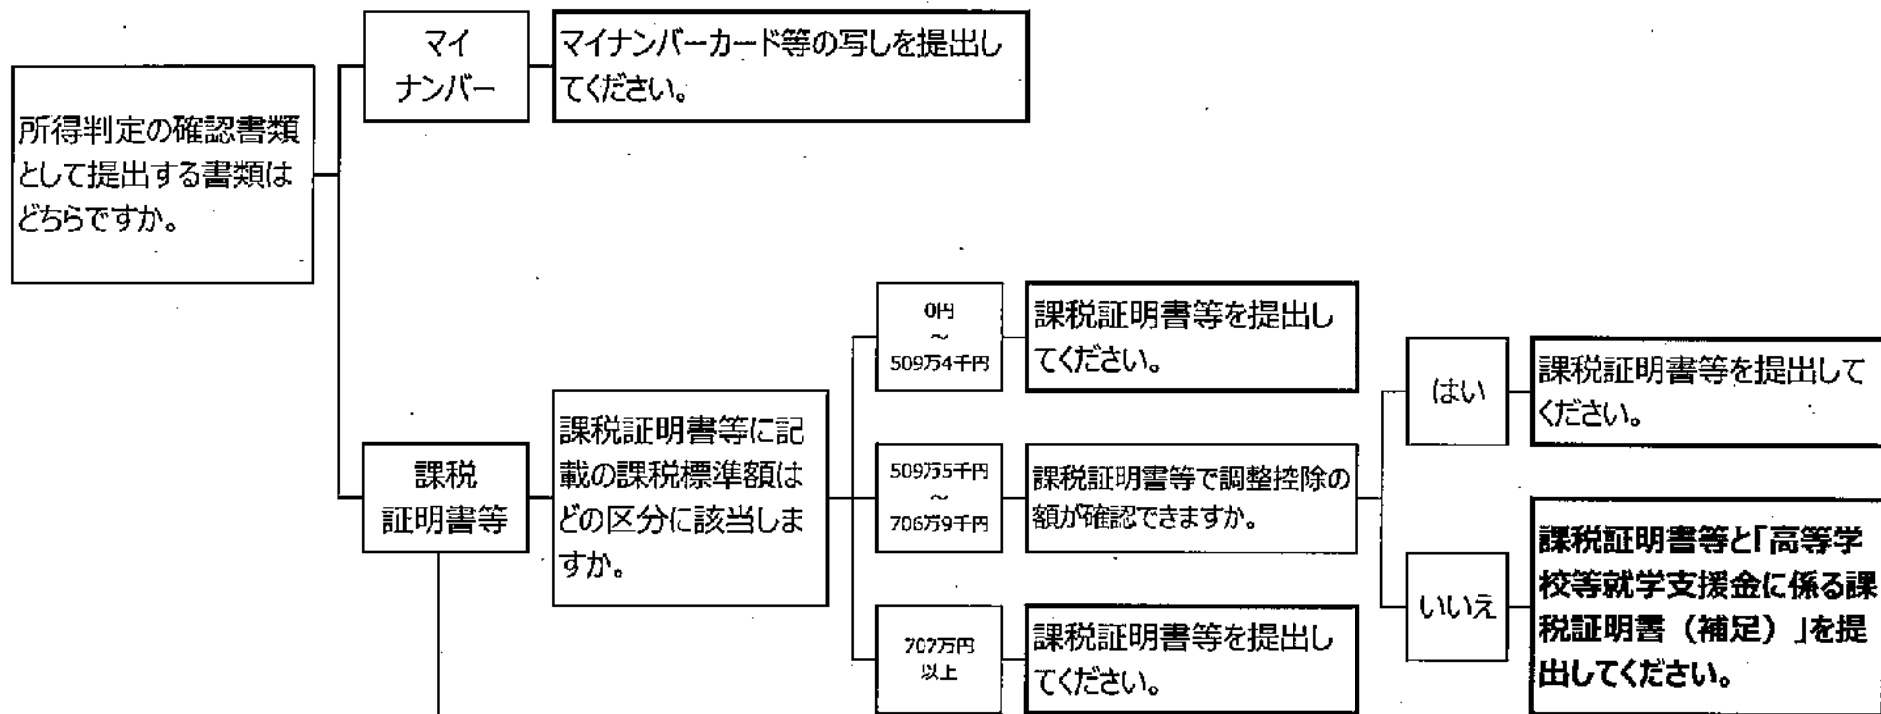 所得判定の確認書類
として提出する書類は
どちらですか。
マイ
ナンバー
マイナンバーカード等の写しを提出し
てください。
課税
証明書等
課税証明書等に記
載の課税標準額は
どの区分に該当しま
すか。
0円
～
509万4千円
課税証明書等を提出し
てください。
509万5千円
～
706万9千円
課税証明書等で調整控除の
額が確認できますか。
はい
課税証明書等を提出して
ください。
いいえ
課税証明書等と「高等学
校等就学支援金に係る課
税証明書（補足）」を提
出してください。
707万円
以上
課税証明書等を提出し
てください。